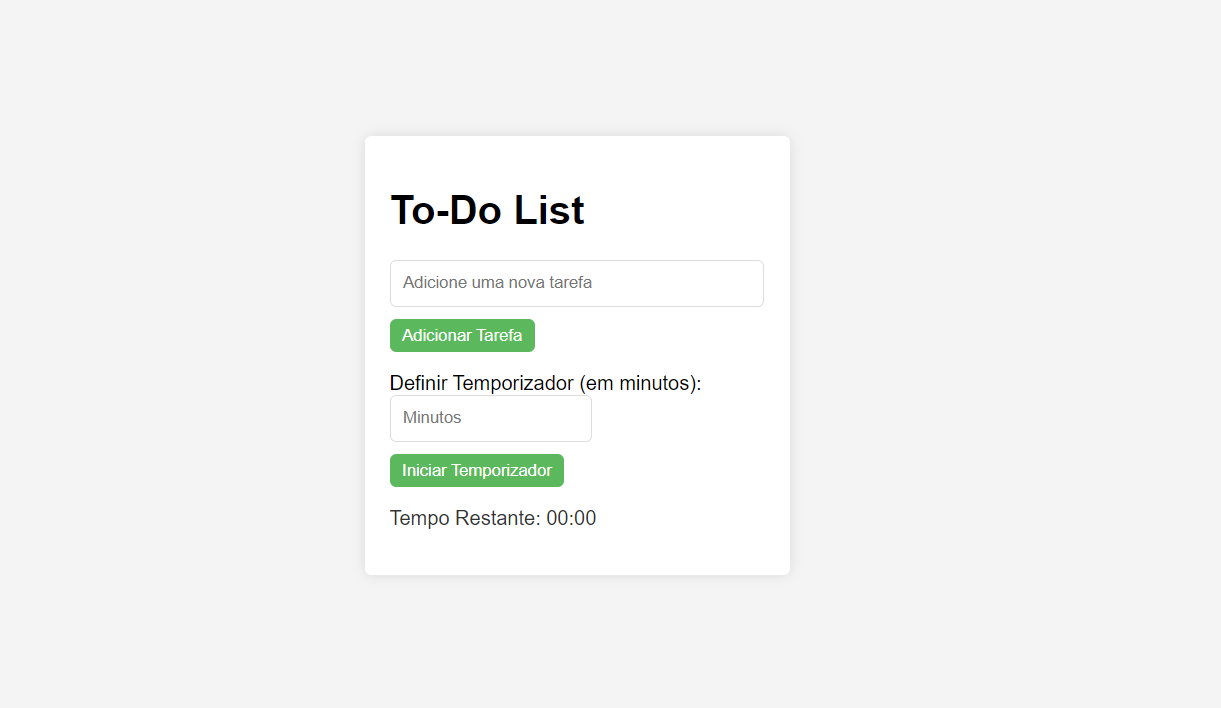 To-Do List
Adicione uma nova tarefa
Adicionar Tarefa
Definir Temporizador (em minutos):
Minutos
Iniciar Temporizador
Tempo Restante: 00:00